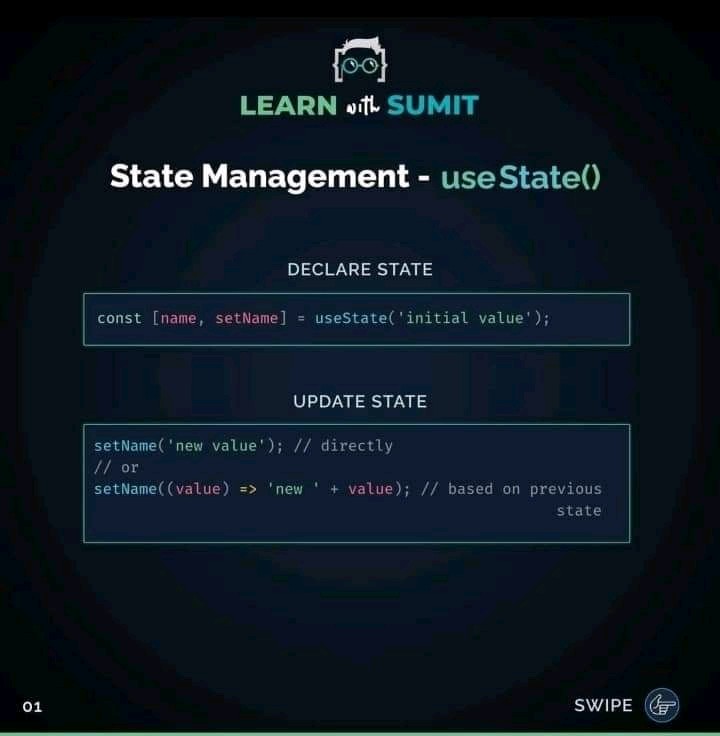 LEARN with SUMIT
State Management - useState()
DECLARE STATE
const [name, setName] = useState('initial value');
UPDATE STATE
setName('new value'); // directly
// or
setName((value) => 'new ' + value); // based on previous
state
01
SWIPE